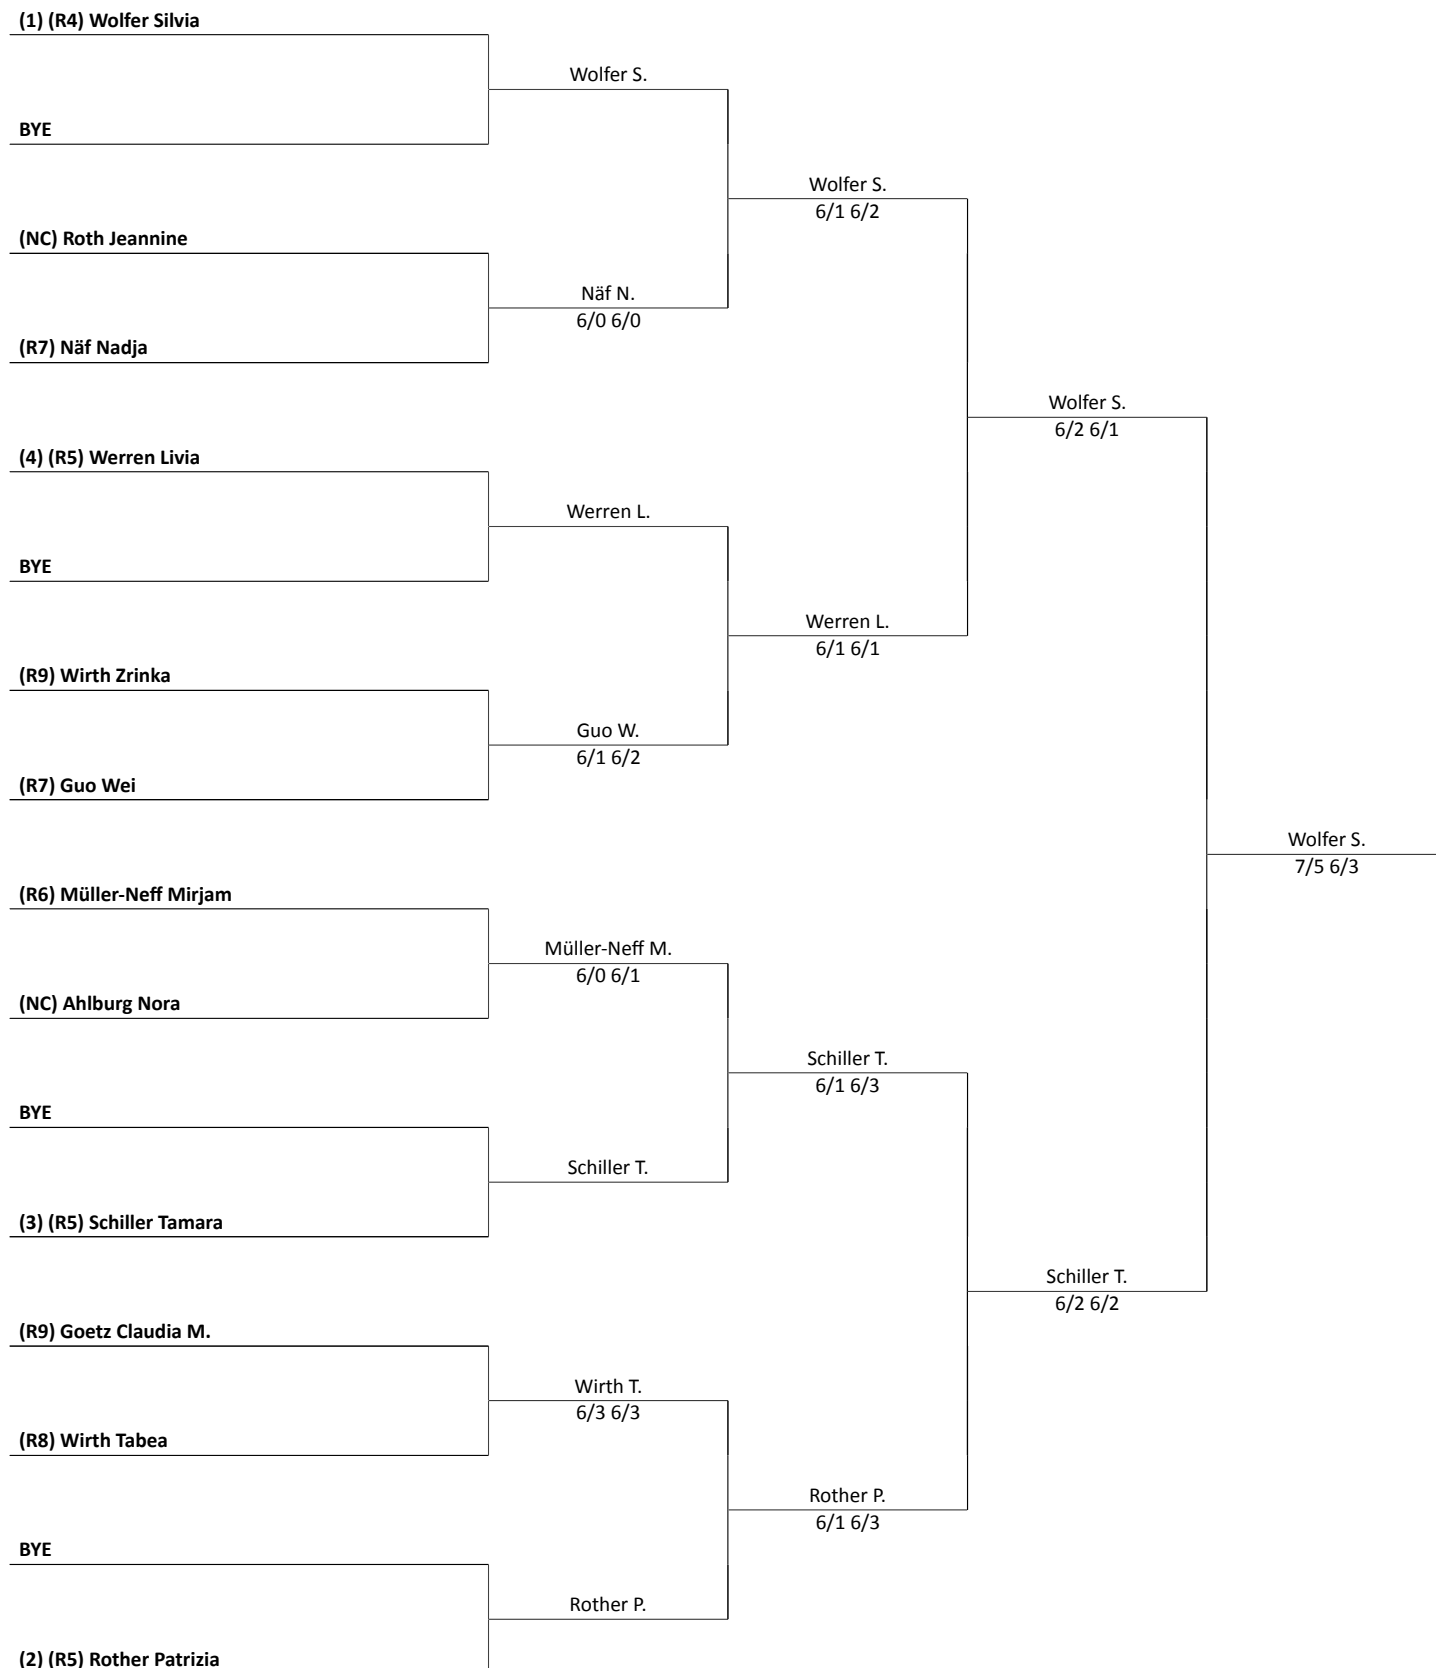 (1) (R4) Wolfer Silvia
Wolfer S.
BYE
Wolfer S.
6/1 6/2
(NC) Roth Jeannine
Näf N.
6/0 6/0
(R7) Näf Nadja
Wolfer S.
6/2 6/1
(4) (R5) Werren Livia
Werren L.
BYE
Werren L.
6/1 6/1
(R9) Wirth Zrinka
Guo W.
6/1 6/2
(R7) Guo Wei
Wolfer S.
7/5 6/3
(R6) Müller-Neff Mirjam
Müller-Neff M.
6/0 6/1
(NC) Ahlburg Nora
Schiller T.
6/1 6/3
BYE
Schiller T.
(3) (R5) Schiller Tamara
Schiller T.
6/2 6/2
(R9) Goetz Claudia M.
Wirth T.
6/3 6/3
(R8) Wirth Tabea
Rother P.
6/1 6/3
BYE
Rother P.
(2) (R5) Rother Patrizia